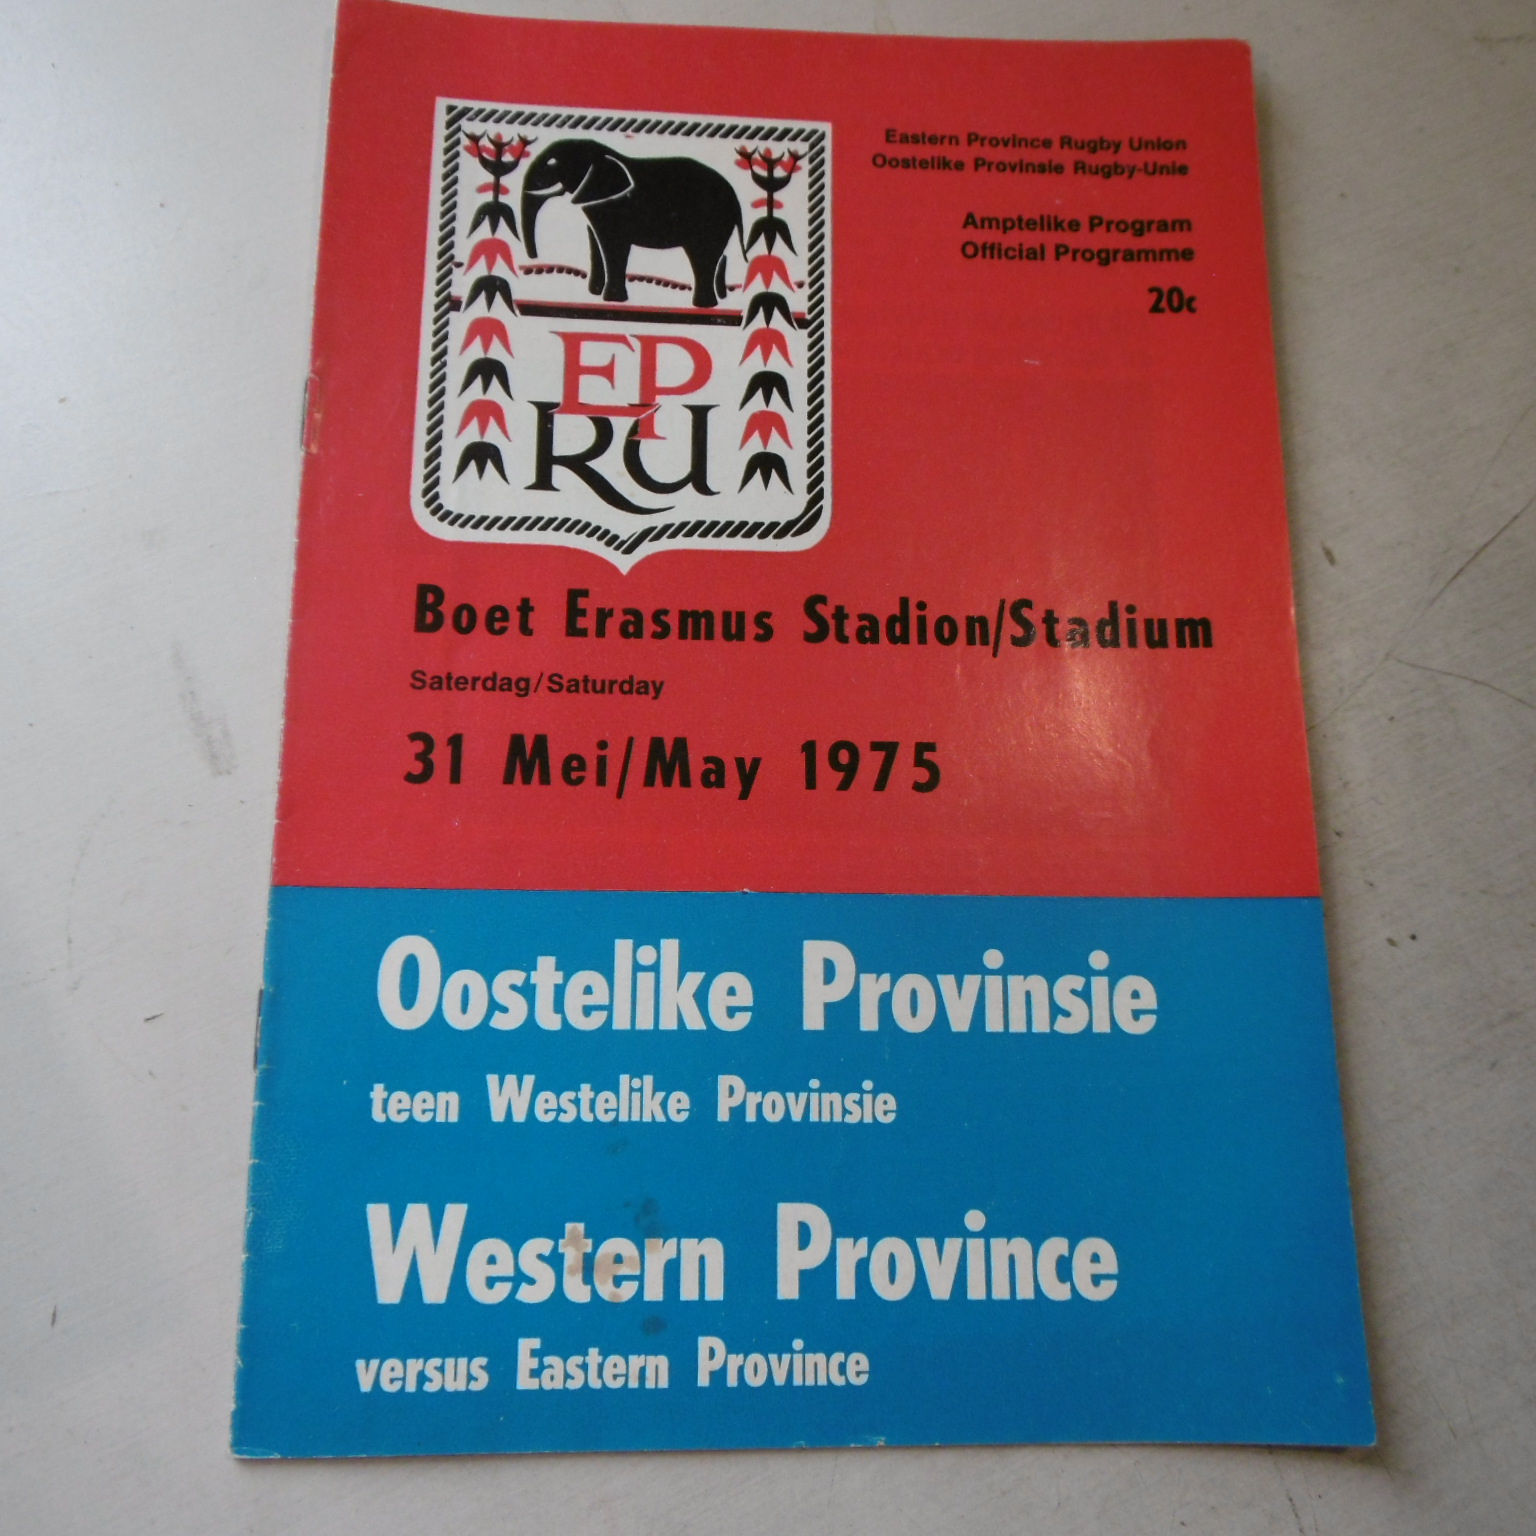 Eastern Province Rugby Union
Oostelike Provinsie Rugby-Unie
Amptelike Program
Official Programme
20c
EP
RU
Boet Erasmus Stadion/Stadium
Saterdag/Saturday
31 Mei/May 1975
Oostelike Provinsie
teen Westelike Provinsie
Western Province
versus Eastern Province